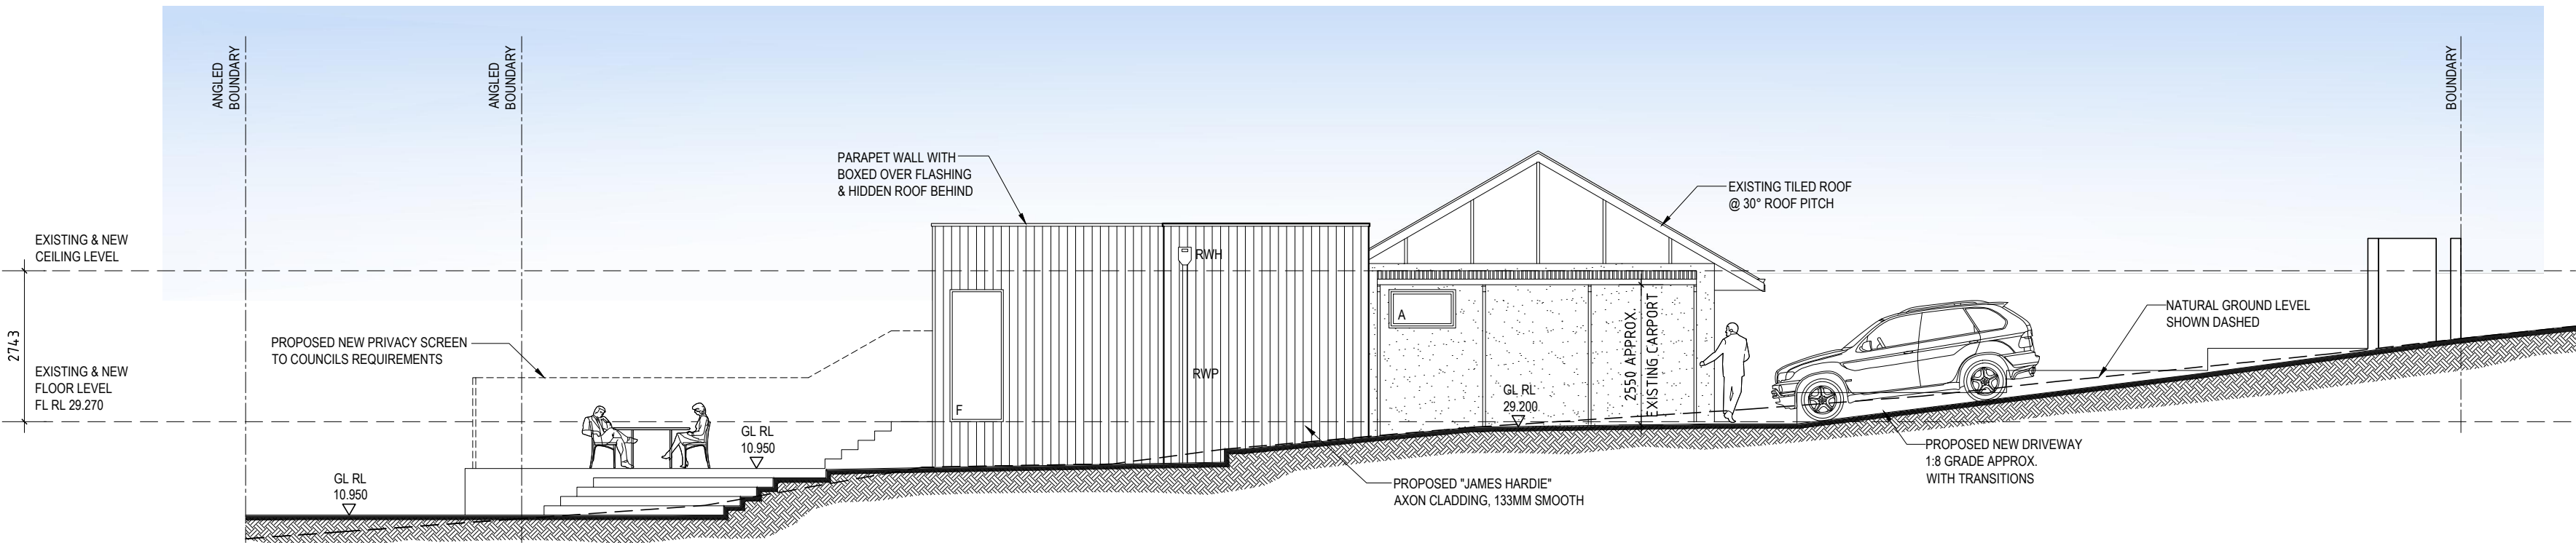 ANGLED
BOUNDARY
ANGLED
BOUNDARY
BOUNDARY
PARAPET WALL WITH
BOXED OVER FLASHING
& HIDDEN ROOF BEHIND
EXISTING TILED ROOF
@ 30° ROOF PITCH
EXISTING & NEW
CEILING LEVEL
RWH
2743
PROPOSED NEW PRIVACY SCREEN
TO COUNCILS REQUIREMENTS
NATURAL GROUND LEVEL
SHOWN DASHED
A
2550 APPROX.
EXISTING CARPORT
EXISTING & NEW
FLOOR LEVEL
FL RL 29.270
RWP
F
GL RL
29.200
GL RL
10.950
GL RL
10.950
PROPOSED NEW DRIVEWAY
1:8 GRADE APPROX.
WITH TRANSITIONS
PROPOSED "JAMES HARDIE"
AXON CLADDING, 133MM SMOOTH